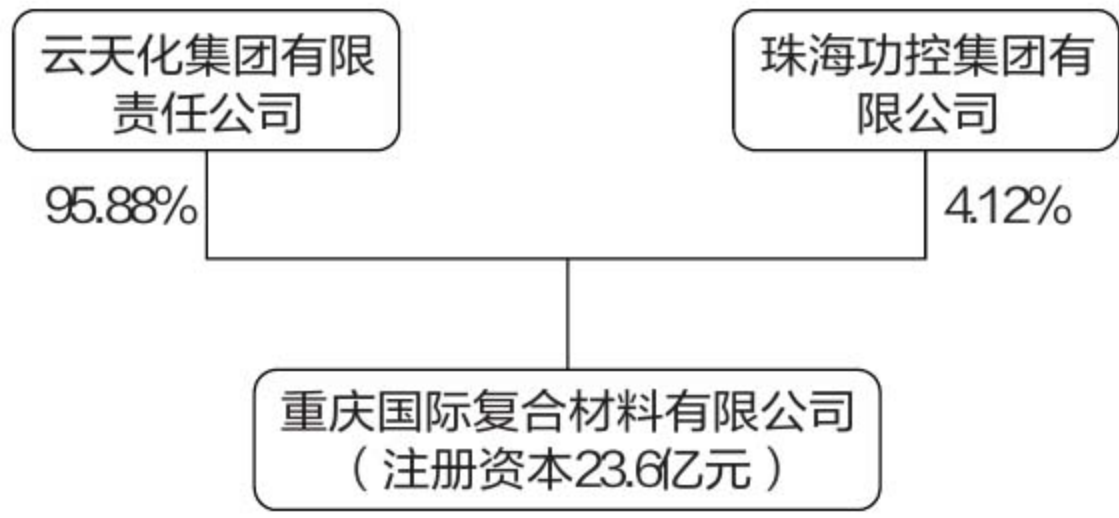 云天化集团有限
责任公司
珠海功控集团有
限公司
95.88%
4.12%
重庆国际复合材料有限公司
（注册资本23.6亿元）